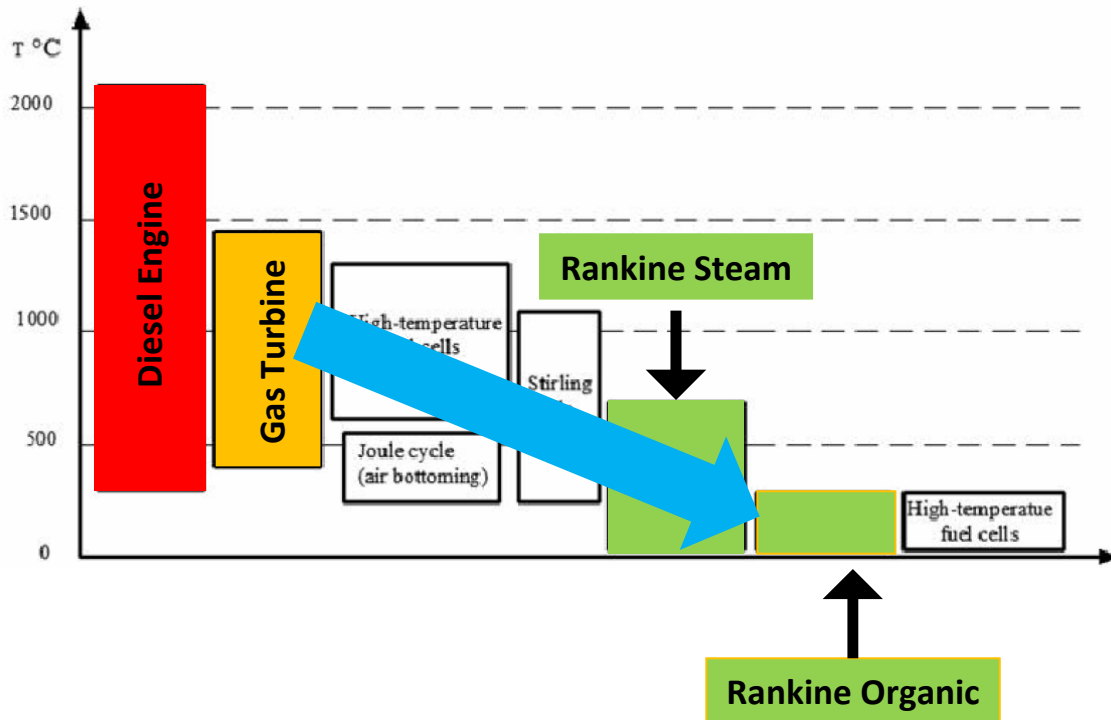 T °C
2000
1500
1000
500
0
Diesel Engine
Gas Turbine
High-temperature
cells
Joule cycle
(air bottoming)
Stirling
Rankine Steam
High-temperatue
fuel cells
Rankine Organic